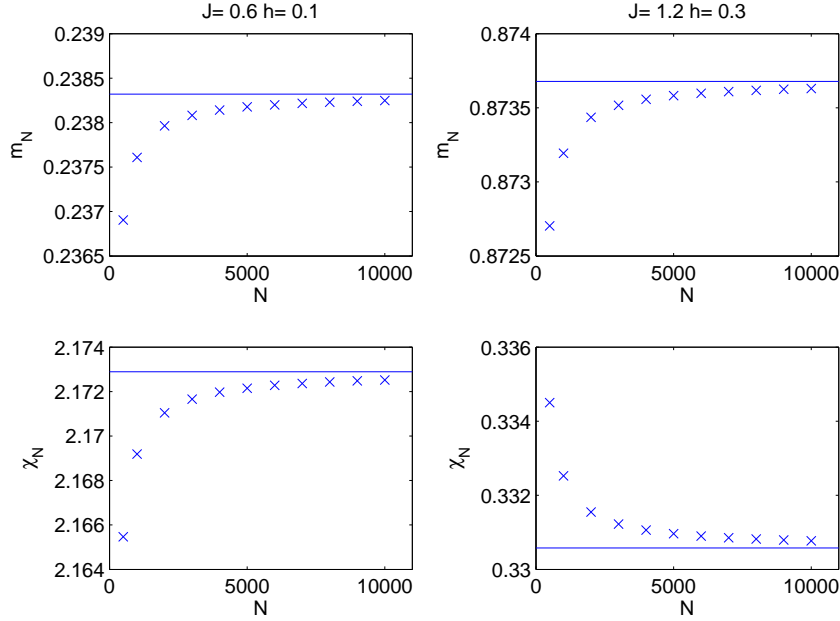 J= 0.6 h= 0.1
0.239
0.2385
0.238
0.2375
0.237
0.2365
m_N
0 5000 10000
N
J= 1.2 h= 0.3
0.874
0.8735
0.873
0.8725
m_N
0 5000 10000
N
2.174
2.172
2.17
2.168
2.166
2.164
χ_N
0 5000 10000
N
0.336
0.334
0.332
0.33
χ_N
0 5000 10000
N